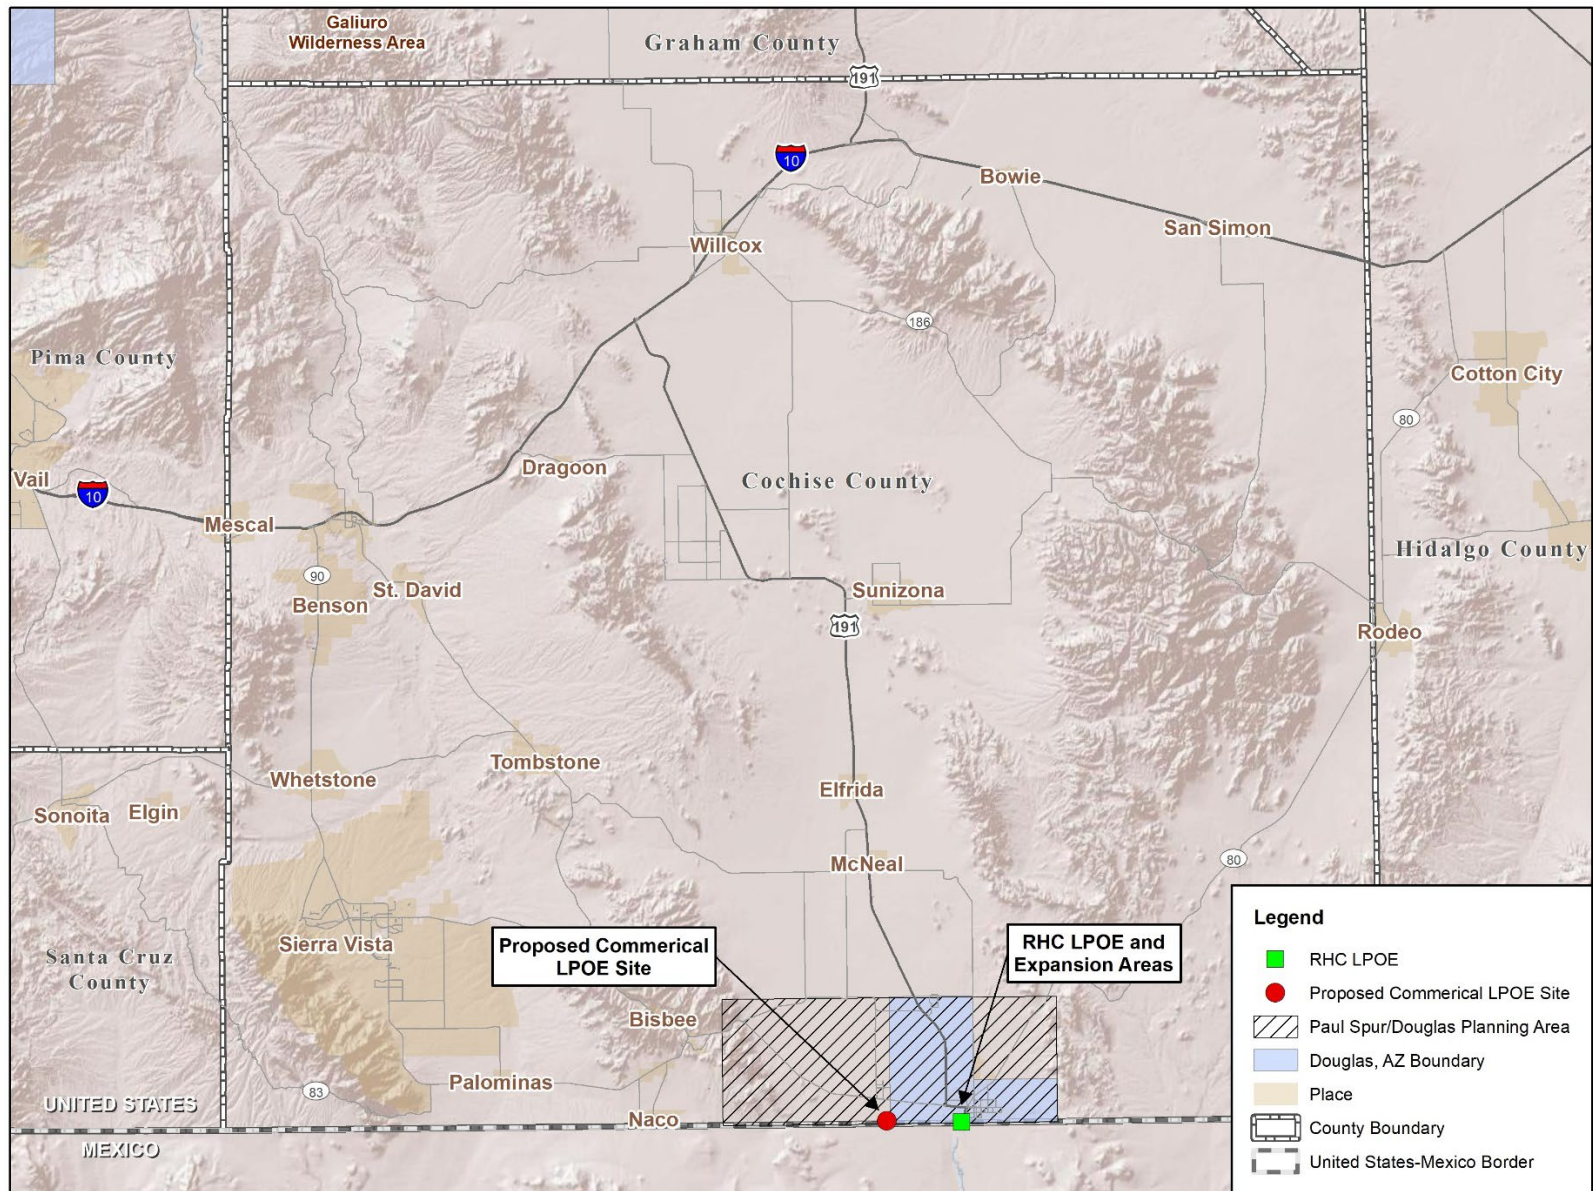 Galiuro
Wilderness Area
Graham County
191
10
Bowie
San Simon
Willcox
186
Pima County
Cotton City
80
Dragoon
Vail
10
Cochise County
Mescal
Hidalgo County
90
St. David
Benson
Sunizona
191
Rodeo
Tombstone
Whetstone
Elfrida
Sonoita
Elgin
McNeal
80
Sierra Vista
Santa Cruz
County
Proposed Commerical
LPOE Site
RHC LPOE and
Expansion Areas
Bisbee
Palominas
83
Naco
UNITED STATES
MEXICO
Legend
RHC LPOE
Proposed Commerical LPOE Site
Paul Spur/Douglas Planning Area
Douglas, AZ Boundary
Place
County Boundary
United States-Mexico Border